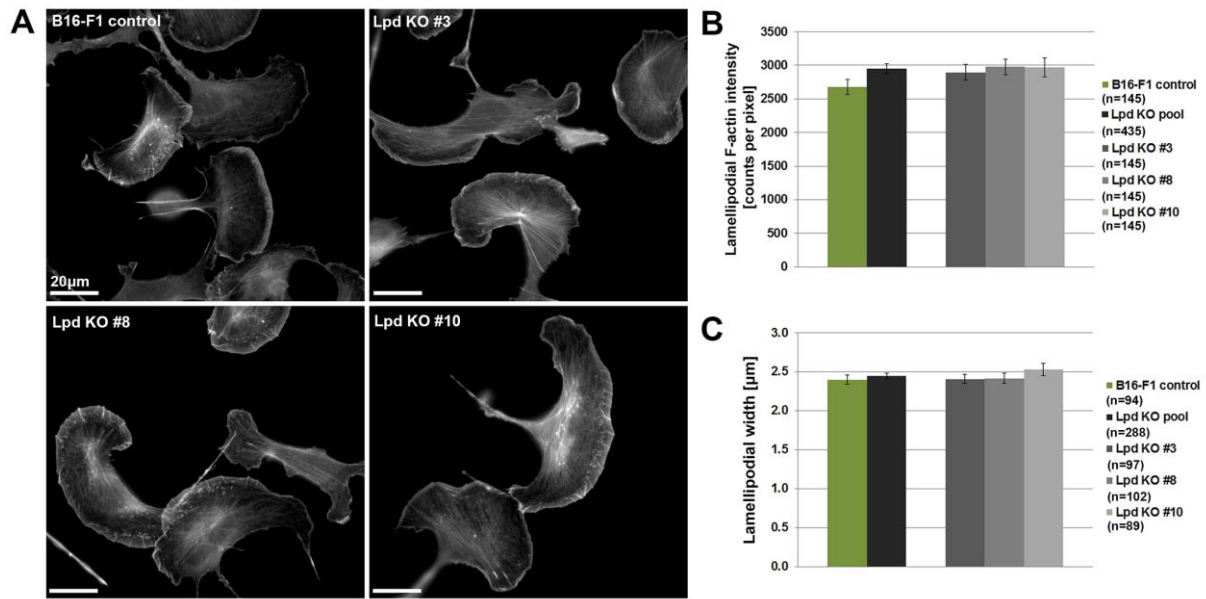 A
B16-F1 control
Lpd KO #3
20µm
Lpd KO #8
Lpd KO #10
B
Lamellipodial F-actin intensity
[counts per pixel]
3500
3000
2500
2000
1500
1000
500
0
B16-F1 control
(n=145)
Lpd KO pool
(n=435)
Lpd KO #3
(n=145)
Lpd KO #8
(n=145)
Lpd KO #10
(n=145)
C
Lamellipodial width [µm]
3.0
2.5
2.0
1.5
1.0
0.5
0.0
B16-F1 control
(n=94)
Lpd KO pool
(n=288)
Lpd KO #3
(n=97)
Lpd KO #8
(n=102)
Lpd KO #10
(n=89)